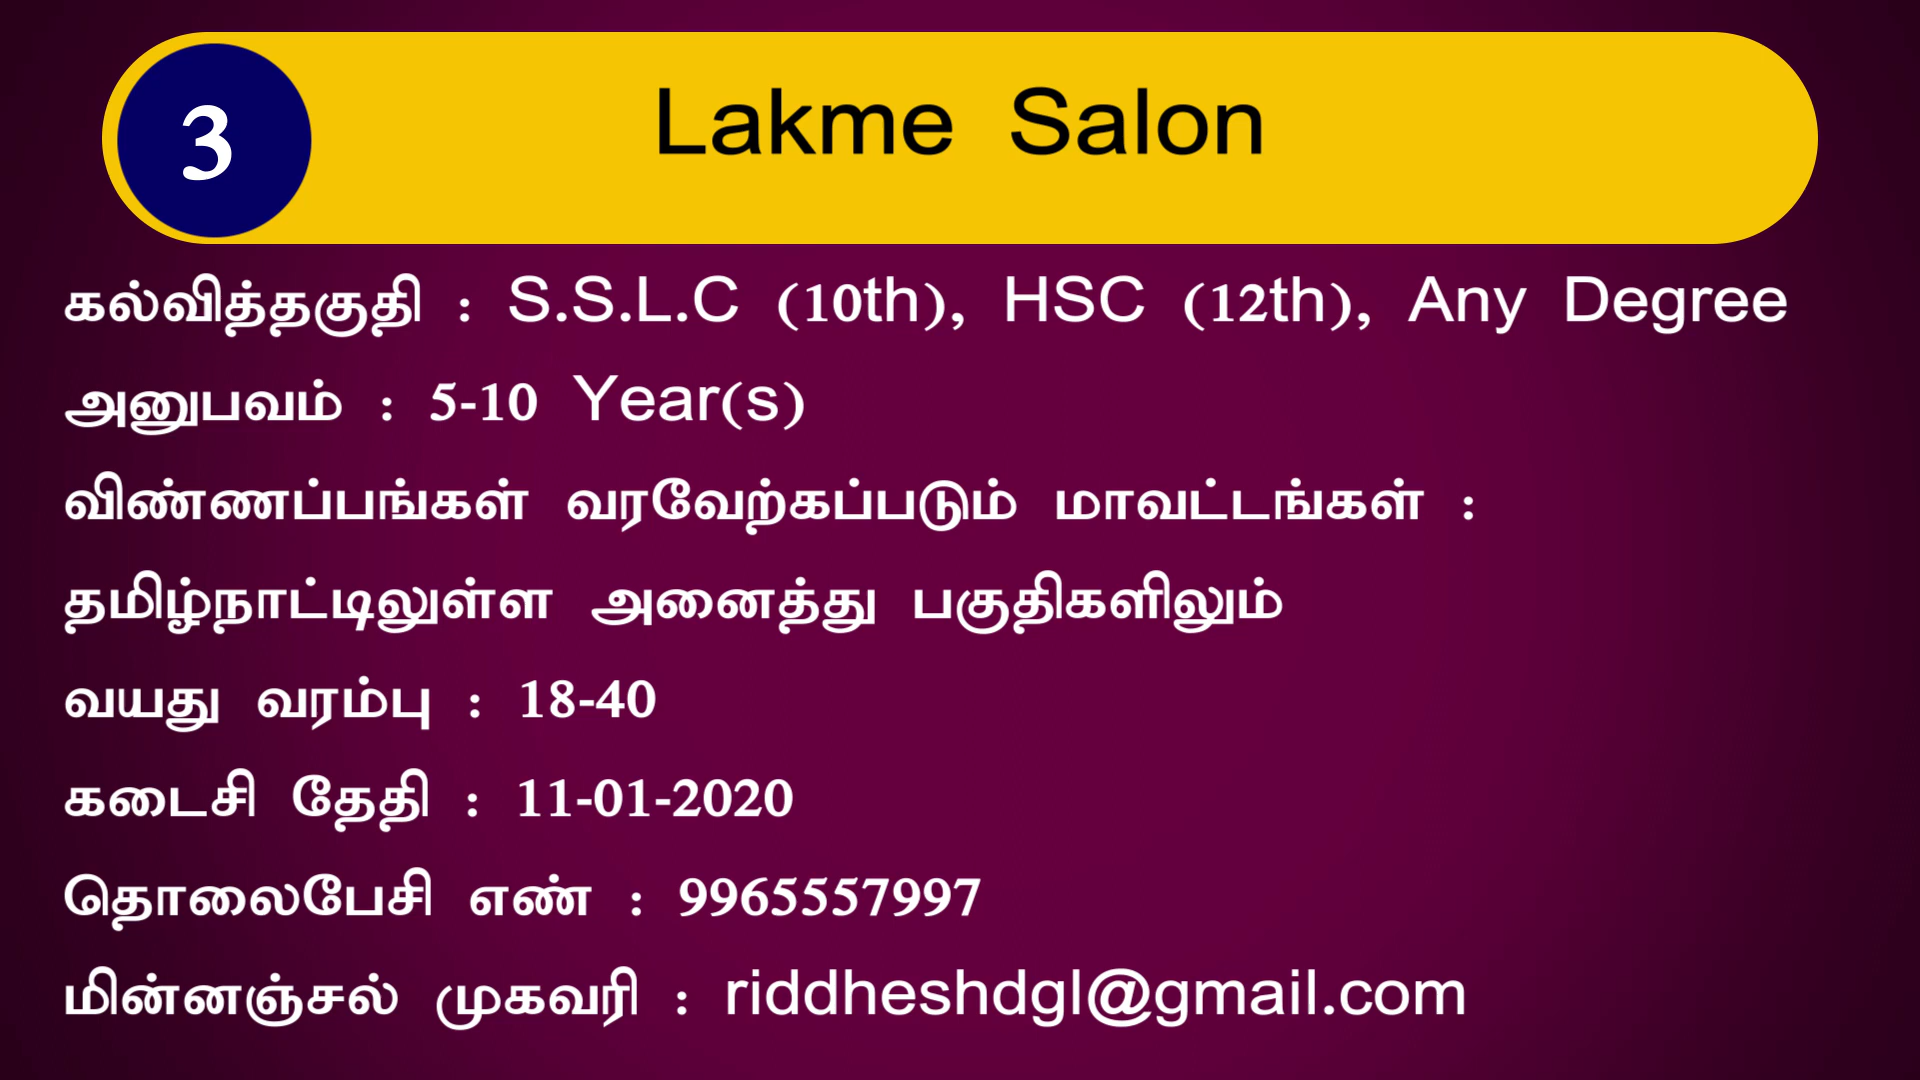 3
Lakme Salon
கல்வித்தகுதி : S.S.L.C (10th), HSC (12th), Any Degree
அனுபவம் : 5-10 Year(s)
விண்ணப்பங்கள் வரவேற்கப்படும் மாவட்டங்கள் :
தமிழ்நாட்டிலுள்ள அனைத்து பகுதிகளிலும்
வயது வரம்பு : 18-40
கடைசி தேதி : 11-01-2020
தொலைபேசி எண் : 9965557997
மின்னஞ்சல் முகவரி : riddheshdgl@gmail.com